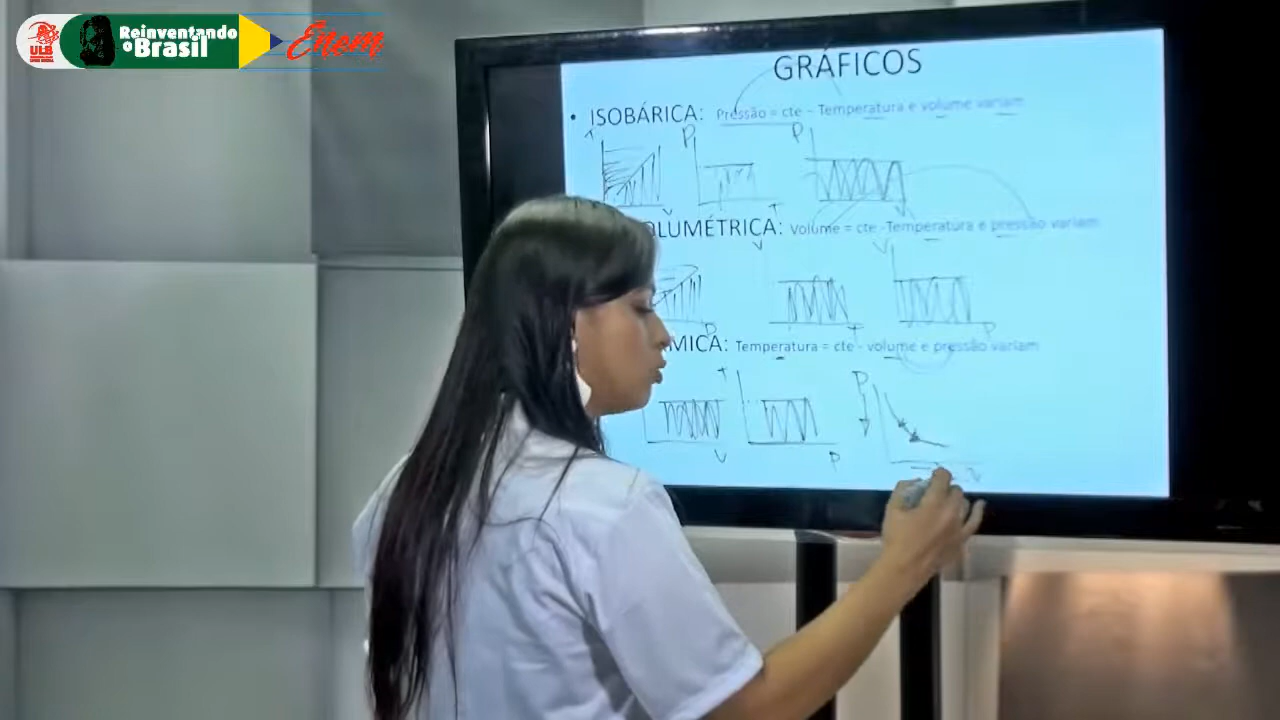 ULB
Reinventando
o Brasil
Enem
GRÁFICOS
• ISOBÁRICA: Pressão = cte – Temperatura e volume variam
T
P
P
V
T
V
OLUMÉTRICA: Volume = cte -Temperatura e pressão variam
V
V
P
T
P
MICA: Temperatura = cte - volume e pressão variam
T
P
V
P
V